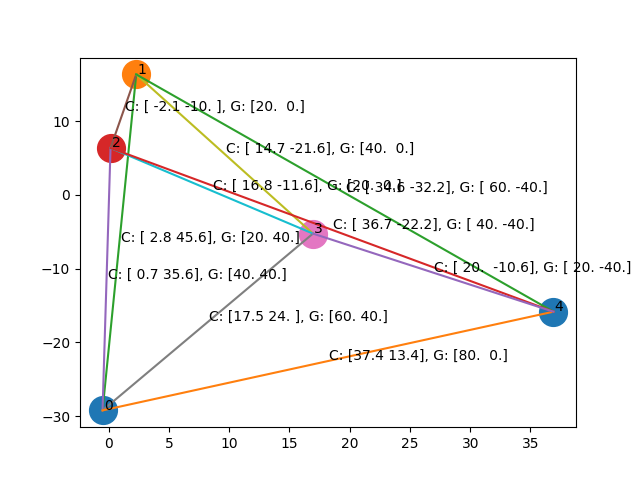 1
C: [ -2.1 -10. ], G: [20.  0.]
2
C: [ 14.7 -21.6], G: [40.  0.]
C: [ 16.8 -11.6], G: [20.  0.]
C: [ 34.6 -32.2], G: [ 60. -40.]
C: [ 36.7 -22.2], G: [ 40. -40.]
3
C: [ 2.8 45.6], G: [20. 40.]
C: [ 20.  -10.6], G: [ 20. -40.]
C: [ 0.7 35.6], G: [40. 40.]
4
C: [17.5 24. ], G: [60. 40.]
C: [37.4 13.4], G: [80.  0.]
0
10
0
−10
−20
−30
0 5 10 15 20 25 30 35